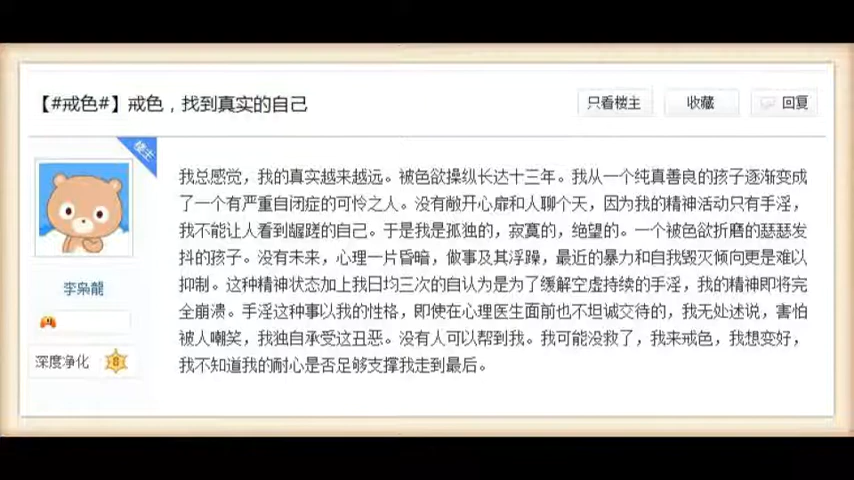 【#戒色#】戒色，找到真实的自己
只看楼主
收藏
回复
楼主
我总感觉，我的真实越来越远。被色欲操纵长达十三年。我从一个纯真善良的孩子逐渐变成
了一个有严重自闭症的可怜之人。没有敞开心扉和人聊个天，因为我的精神活动只有手淫，
我不能让人看到龌蹉的自己。于是我是孤独的，寂寞的，绝望的。一个被色欲折磨的瑟瑟发
抖的孩子。没有未来，心理一片昏暗，做事及其浮躁，最近的暴力和自我毁灭倾向更是难以
抑制。这种精神状态加上我日均三次的自认为是为了缓解空虚持续的手淫，我的精神即将完
全崩溃。手淫这种事以我的性格，即使在心理医生面前也不坦诚交待的，我无处述说，害怕
被人嘲笑，我独自承受这丑恶。没有人可以帮到我。我可能没救了，我来戒色，我想变好，
我不知道我的耐心是否足够支撑我走到最后。
李枭龍
深度净化
8